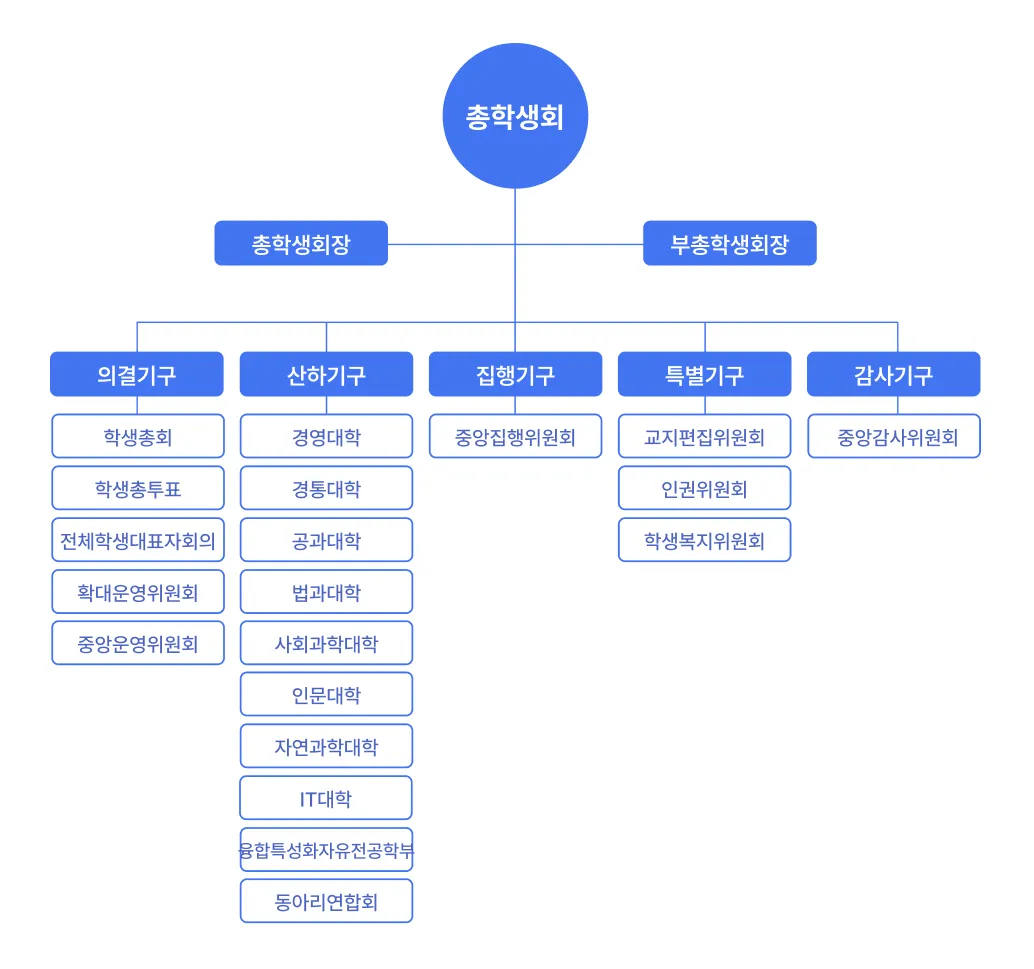 총학생회
총학생회장
부총학생회장
의결기구
산하기구
집행기구
특별기구
감사기구
학생총회
학생총투표
전체학생대표자회의
확대운영위원회
중앙운영위원회
경영대학
경통대학
공과대학
법과대학
사회과학대학
인문대학
자연과학대학
IT대학
융합특성화자유전공학부
동아리연합회
중앙집행위원회
교지편집위원회
인권위원회
학생복지위원회
중앙감사위원회